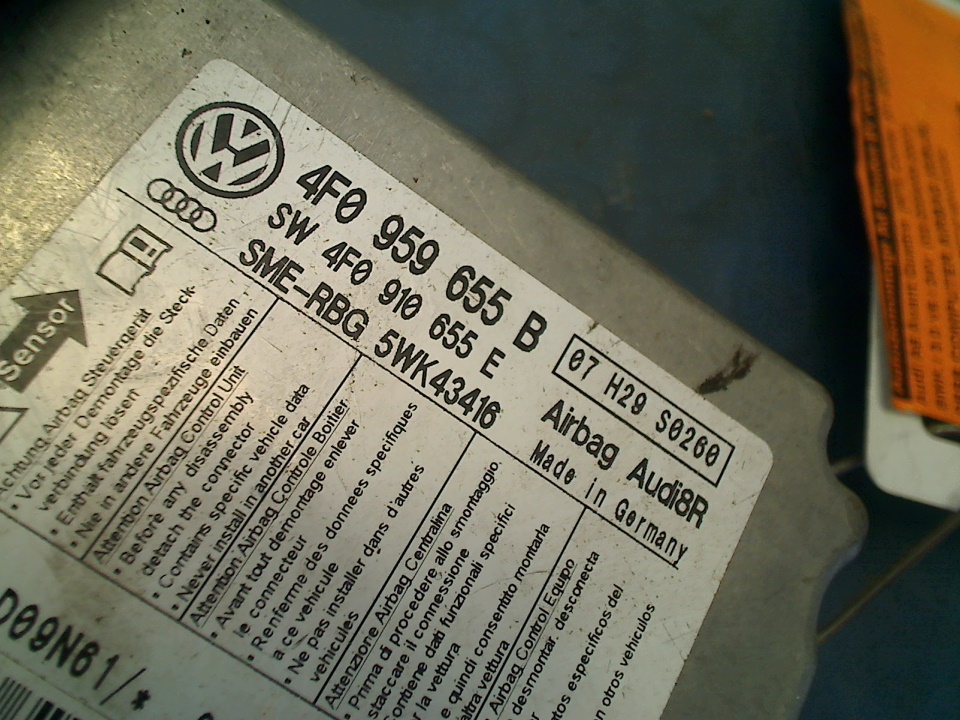 4F0 959 655 B
SW 4F0 910 655 E
SME-RBG 5WK43416
07 H29 S0260
Airbag Audi8R
Made in Germany
Sensor
Achtung Airbag Steuergerät
• Vor jeder Demontage die Steck-
verbindung lösen
• Enthält fahrzeugspezifische Daten
• Nie in andere Fahrzeuge einbauen
Attention Airbag Control Unit
• Before any disassembly
detach the connector
• Contains specific vehicle data
• Never install in another car
Attention Airbag Controle Boitier
• Avant tout demontage enlever
le connecteur
• Renferme des donnees specifiques
a ce vehicule
• Ne pas installer dans d'autres
vehicules
Attenzione Airbag Centralina
• Prima di procedere allo smontaggio,
staccare il connessione
Contiene dati funzionali specifici
per la vettura
e quindi consentito montarla
altra vettura
Airbag Control Equipo
desmontar, desconecta
datos especificos del
en otros vehiculos
D09N61/*